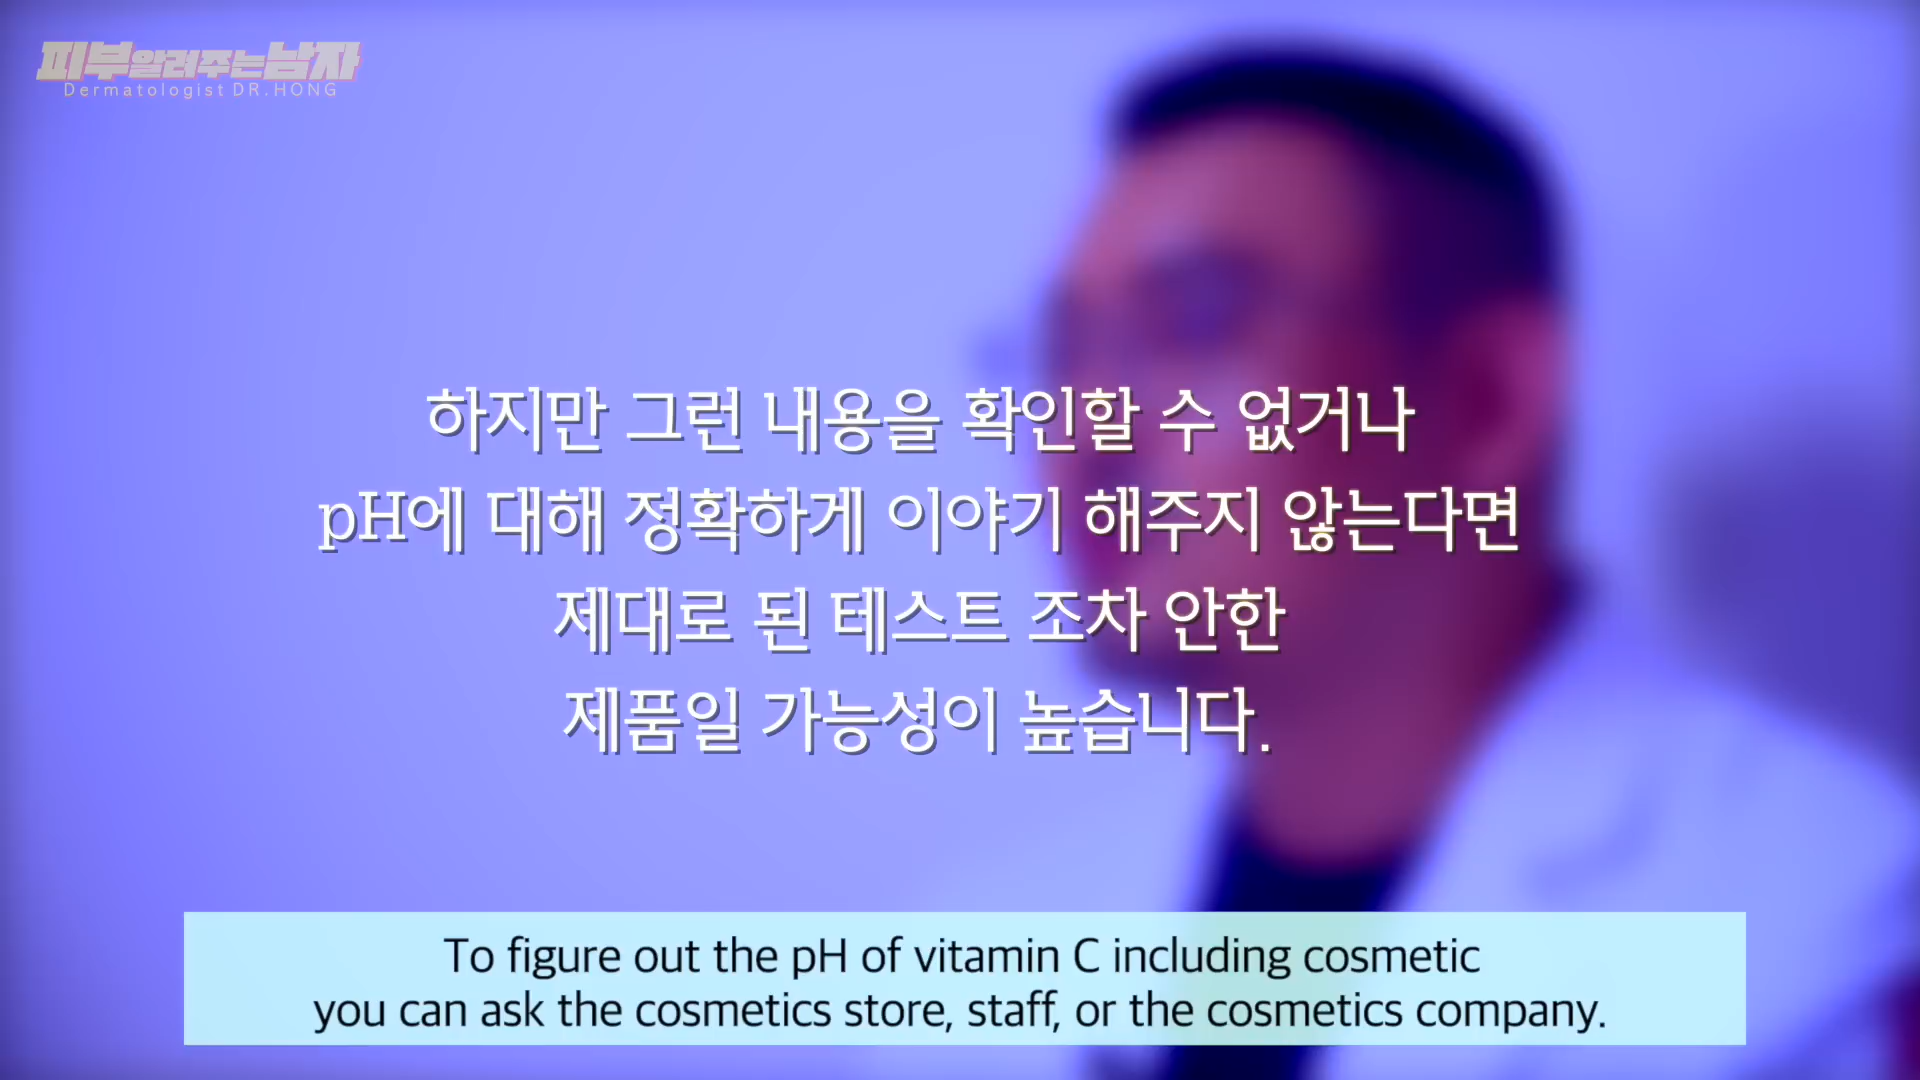 피부알려주는남자
Dermatologist DR.HONG
하지만 그런 내용을 확인할 수 없거나
pH에 대해 정확하게 이야기 해주지 않는다면
제대로 된 테스트 조차 안한
제품일 가능성이 높습니다.
To figure out the pH of vitamin C including cosmetic
you can ask the cosmetics store, staff, or the cosmetics company.